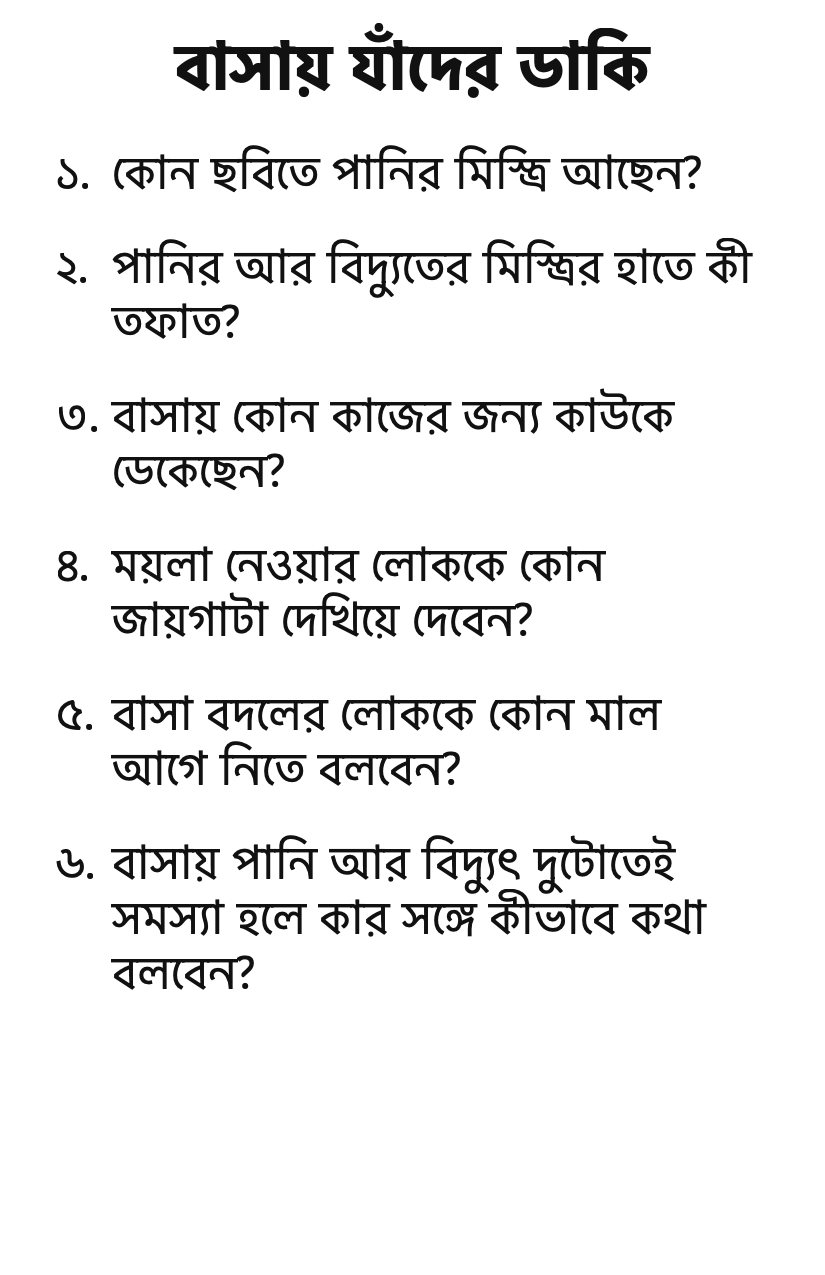 বাসায় যাঁদের ডাকি
১. কোন ছবিতে পানির মিস্ত্রি আছেন?
২. পানির আর বিদ্যুতের মিস্ত্রির হাতে কী
তফাত?
৩. বাসায় কোন কাজের জন্য কাউকে
ডেকেছেন?
৪. ময়লা নেওয়ার লোককে কোন
জায়গাটা দেখিয়ে দেবেন?
৫. বাসা বদলের লোককে কোন মাল
আগে নিতে বলবেন?
৬. বাসায় পানি আর বিদ্যুৎ দুটোতেই
সমস্যা হলে কার সঙ্গে কীভাবে কথা
বলবেন?